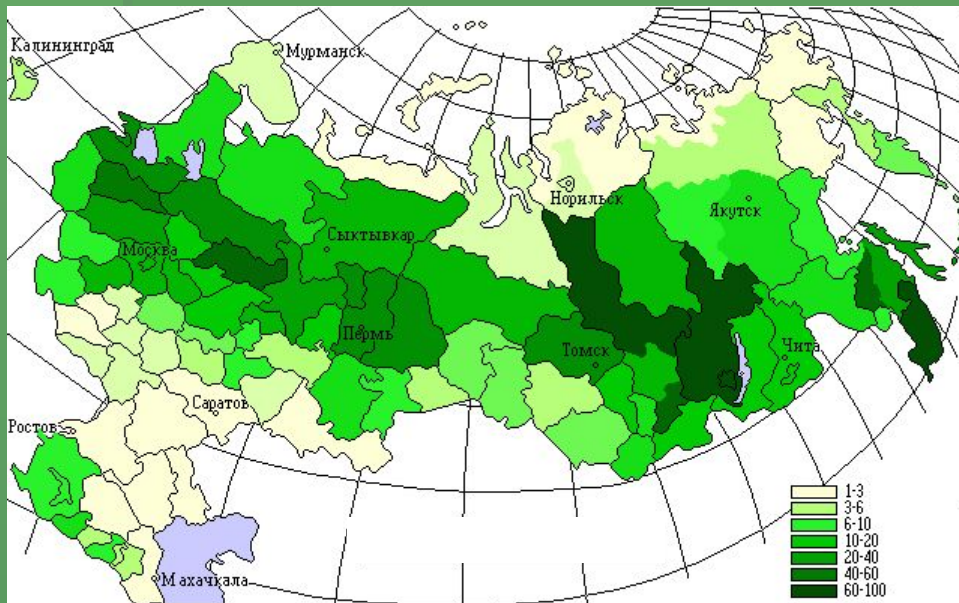 Калининград
Мурманск
Норильск
Якутск
Сыктывкар
Москва
Пермь
Томск
Чита
Саратов
Ростов
Махачкала
1-3
3-6
6-10
10-20
20-40
40-60
60-100